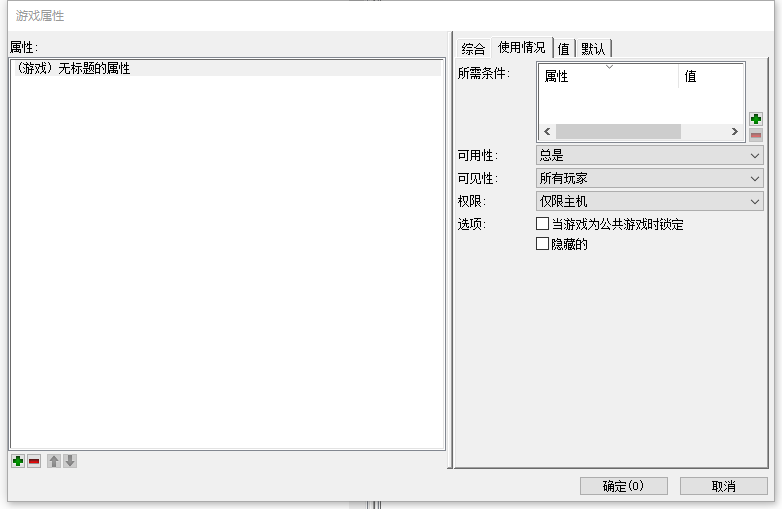 游戏属性
属性:
(游戏) 无标题的属性
综合 使用情况 值 默认
所需条件:
属性 值
可用性: 总是
可见性: 所有玩家
权限: 仅限主机
选项: 当游戏为公共游戏时锁定
隐藏的
确定(O) 取消